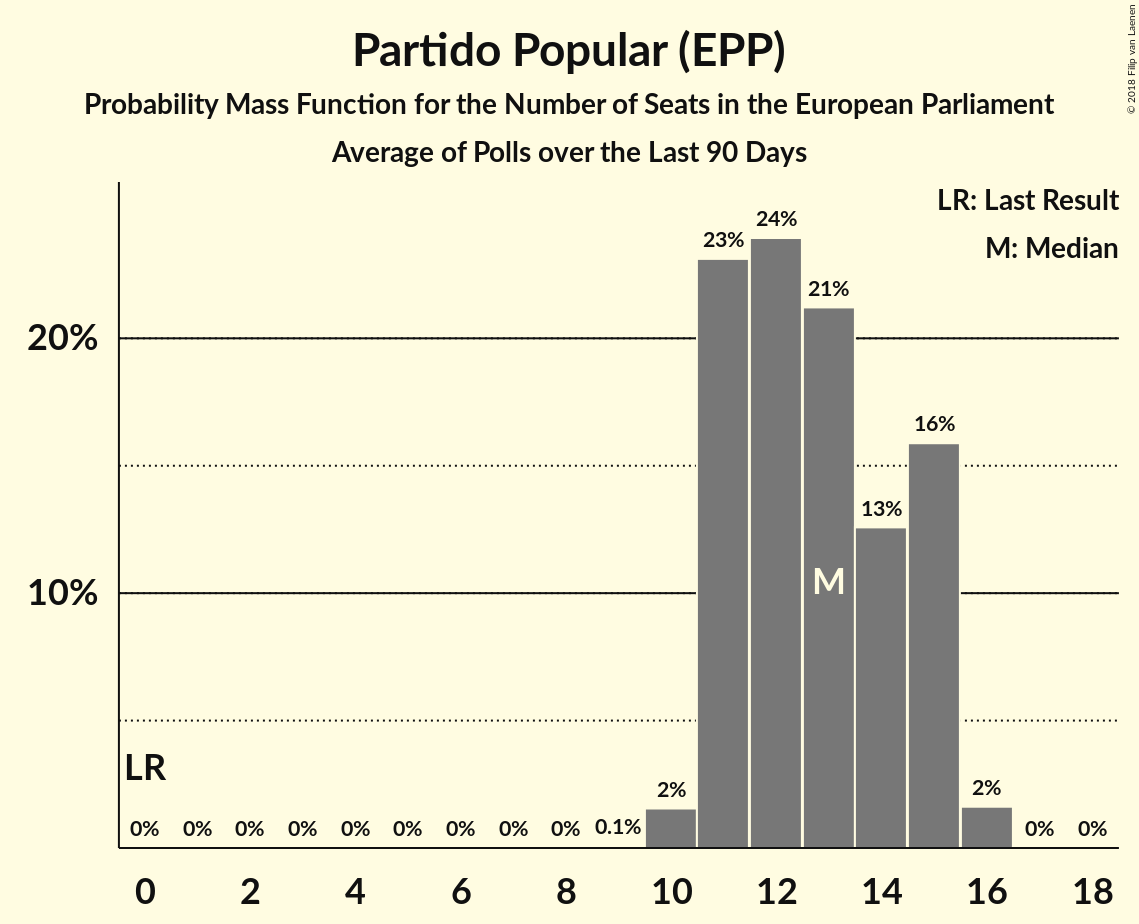 Partido Popular (EPP)
Probability Mass Function for the Number of Seats in the European Parliament
Average of Polls over the Last 90 Days
© 2018 Filip van Laenen
LR: Last Result
M: Median
24%
23%
21%
20%
16%
13%
M
10%
LR
2%
2%
0% 0% 0% 0% 0% 0% 0% 0% 0% 0.1% 0% 0%
0 2 4 6 8 10 12 14 16 18